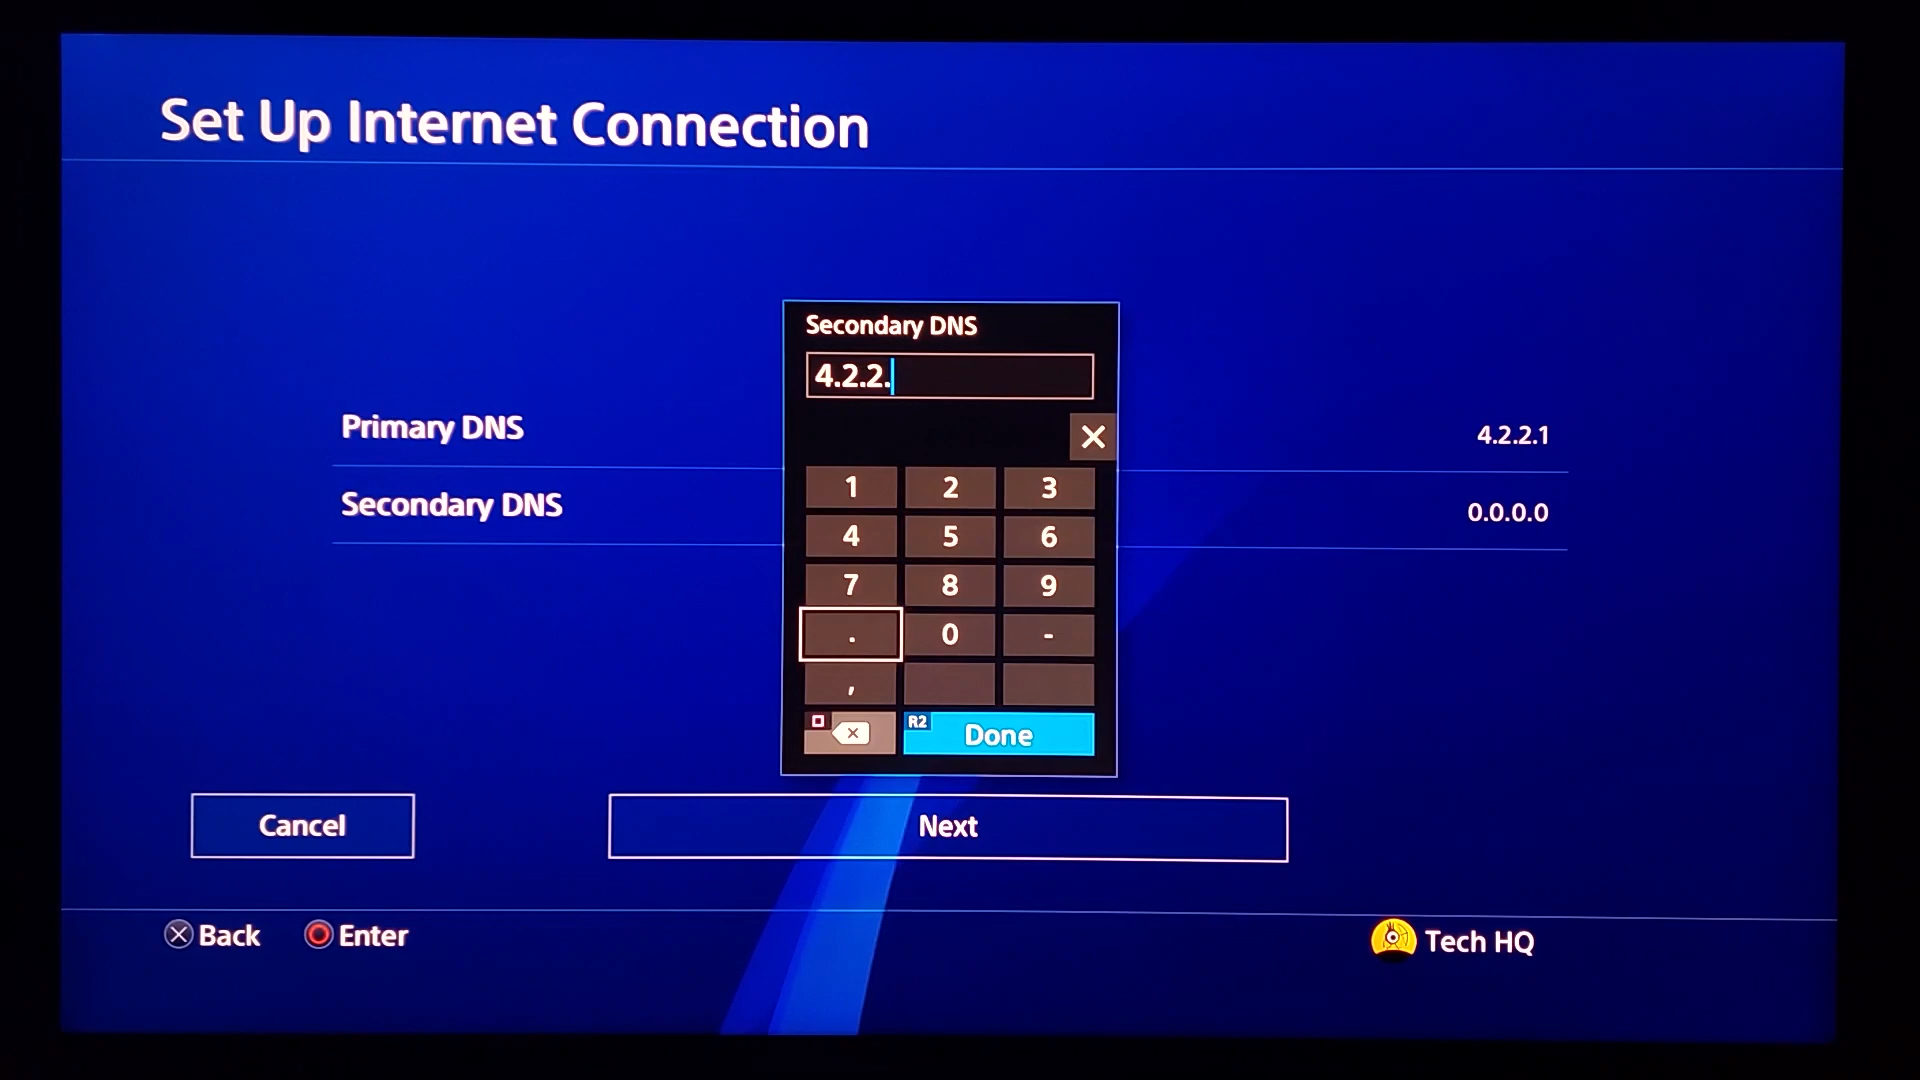 Set Up Internet Connection
Secondary DNS
4.2.2.
Primary DNS
4.2.2.1
Secondary DNS
0.0.0.0
1 2 3
4 5 6
7 8 9
. 0 -
,
R2 Done
Cancel
Next
Back
Enter
Tech HQ